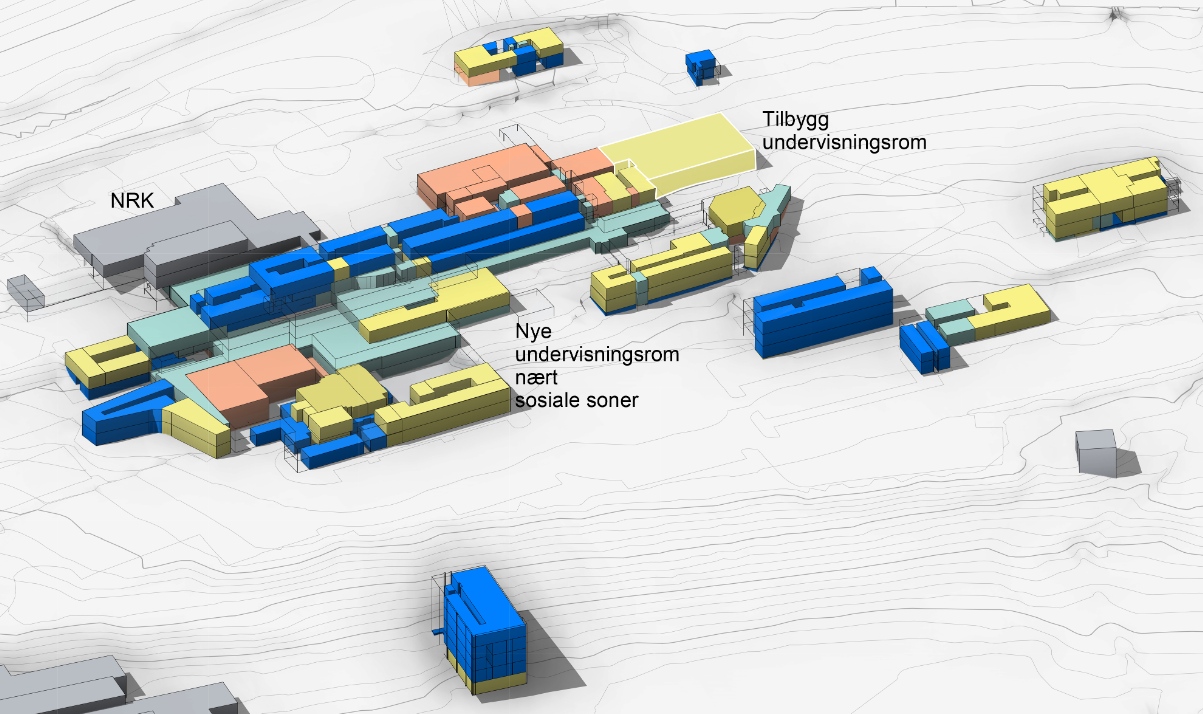 Tilbygg
undervisningsrom
NRK
Nye
undervisningsrom
nært
sosiale soner